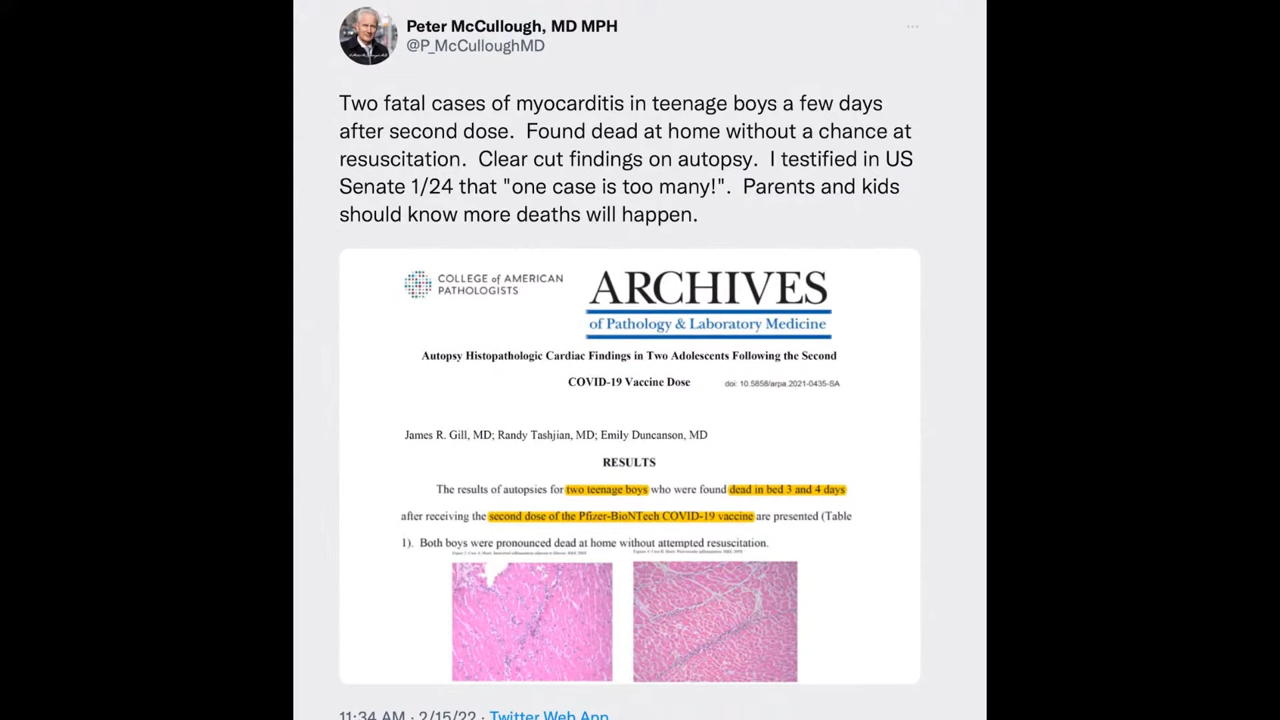 Peter McCullough, MD MPH
@P_McCulloughMD
Two fatal cases of myocarditis in teenage boys a few days
after second dose.  Found dead at home without a chance at
resuscitation.  Clear cut findings on autopsy.  I testified in US
Senate 1/24 that "one case is too many!".  Parents and kids
should know more deaths will happen.
COLLEGE of AMERICAN
PATHOLOGISTS
ARCHIVES
of Pathology & Laboratory Medicine
Autopsy Histopathologic Cardiac Findings in Two Adolescents Following the Second
COVID-19 Vaccine Dose
doi: 10.5858/arpa.2021-0435-SA
James R. Gill, MD; Randy Tashjian, MD; Emily Duncanson, MD
RESULTS
The results of autopsies for two teenage boys who were found dead in bed 3 and 4 days
after receiving the second dose of the Pfizer-BioNTech COVID-19 vaccine are presented (Table
1).  Both boys were pronounced dead at home without attempted resuscitation.
11:34 AM · 2/15/22 · Twitter Web App